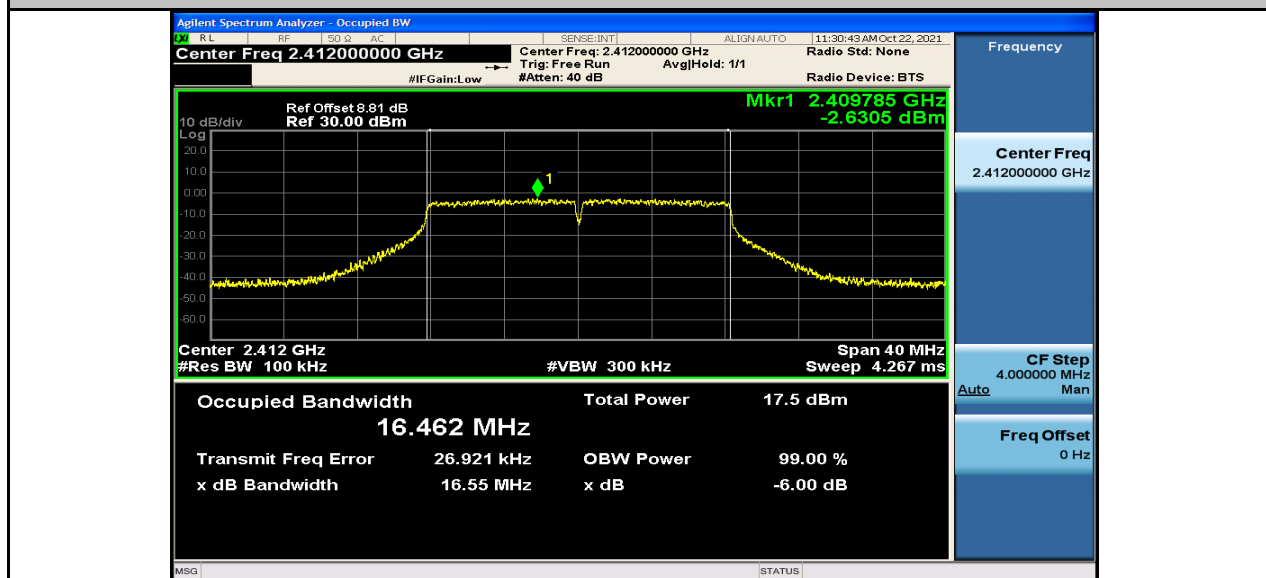 Agilent Spectrum Analyzer - Occupied BW
LXI RL RF 50 Ω AC SENSE:INT ALIGN AUTO 11:30:43 AM Oct 22, 2021
Center Freq 2.412000000 GHz Center Freq: 2.412000000 GHz Radio Std: None
Trig: Free Run Avg|Hold: 1/1
#IFGain:Low #Atten: 40 dB Radio Device: BTS
Mkr1 2.409785 GHz
-2.6305 dBm
Ref Offset 8.81 dB
10 dB/div Ref 30.00 dBm
Log
20.0
10.0
0.00
-10.0
-20.0
-30.0
-40.0
-50.0
-60.0
1
Center 2.412 GHz Span 40 MHz
#Res BW 100 kHz #VBW 300 kHz Sweep 4.267 ms
Occupied Bandwidth Total Power 17.5 dBm
16.462 MHz
Transmit Freq Error 26.921 kHz OBW Power 99.00 %
x dB Bandwidth 16.55 MHz x dB -6.00 dB
MSG STATUS
Frequency
Center Freq
2.412000000 GHz
CF Step
4.000000 MHz
Auto Man
Freq Offset
0 Hz